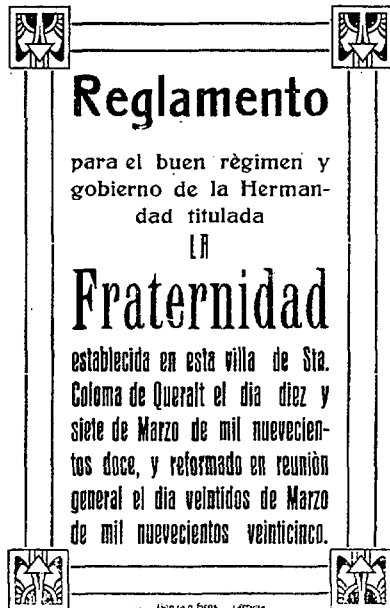 Reglamento
para el buen règimen y
gobierno de la Herman-
dad titulada
LA
Fraternidad
establecida en esta villa de Sta.
Coloma de Queralt el dia diez y
siete de Marzo de mil nuevecien-
tos doce, y reformado en reuniòn
general el dia veintidos de Marzo
de mil nuevecientos veinticinco.